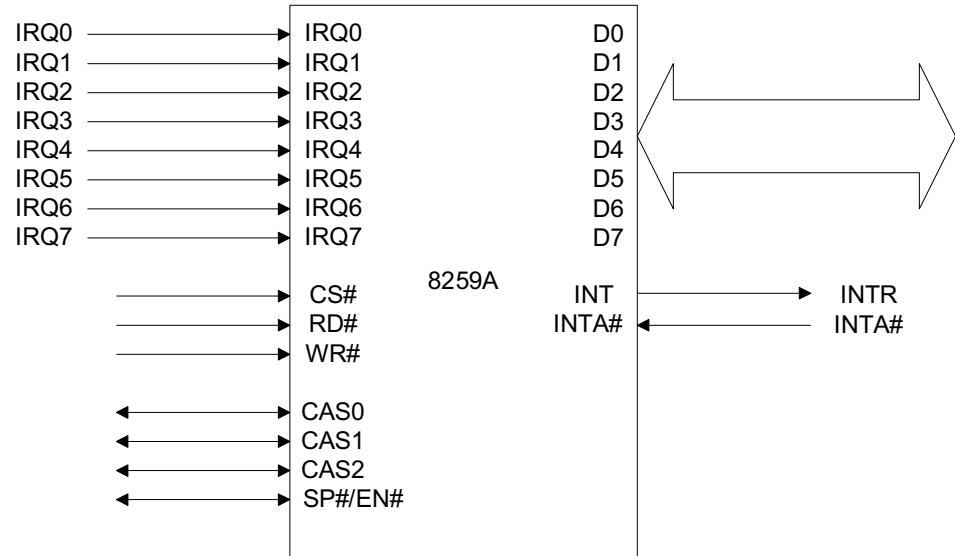 IRQ0 IRQ0 D0
IRQ1 IRQ1 D1
IRQ2 IRQ2 D2
IRQ3 IRQ3 D3
IRQ4 IRQ4 D4
IRQ5 IRQ5 D5
IRQ6 IRQ6 D6
IRQ7 IRQ7 D7
8259A
CS# INT INTR
RD# INTA# INTA#
WR#
CAS0
CAS1
CAS2
SP#/EN#